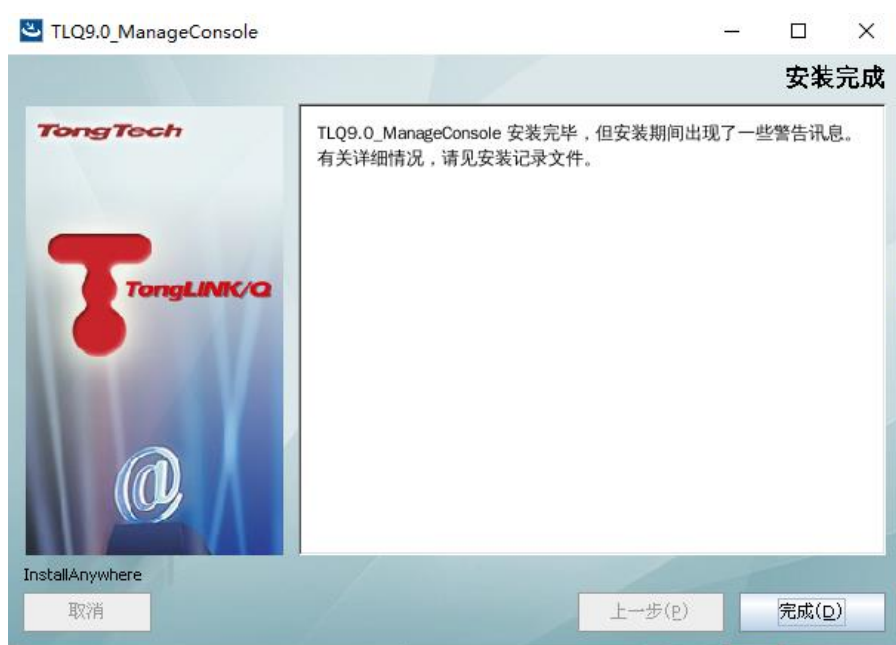 TLQ9.0_ManageConsole
安装完成
TongTech
TongLINK/Q
@
TLQ9.0_ManageConsole 安装完毕，但安装期间出现了一些警告讯息。
有关详细情况，请见安装记录文件。
InstallAnywhere
取消
上一步(P)
完成(D)